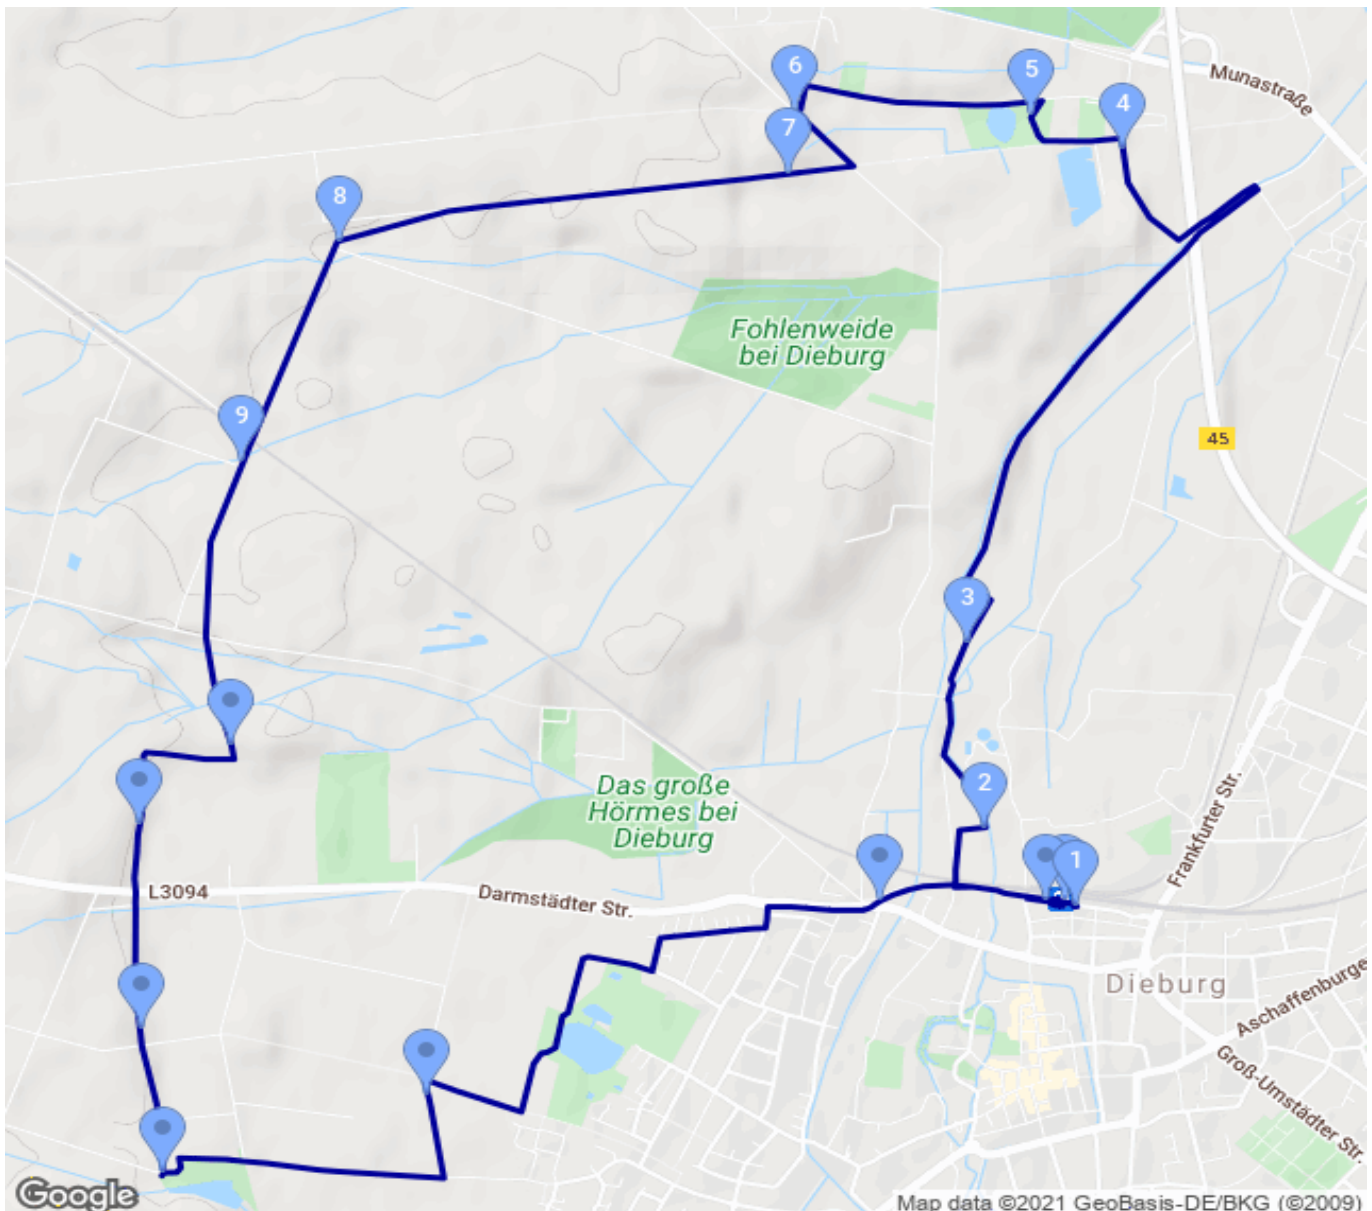 Munastraße
6
5
4
7
8
Fohlenweide
bei Dieburg
9
45
3
Das große
Hörmes bei
Dieburg
2
Frankfurter Str.
1
L3094
Darmstädter Str.
Dieburg
Aschaffenburge
Groß-Umstädter Str.
Google
Map data ©2021 GeoBasis-DE/BKG (©2009)